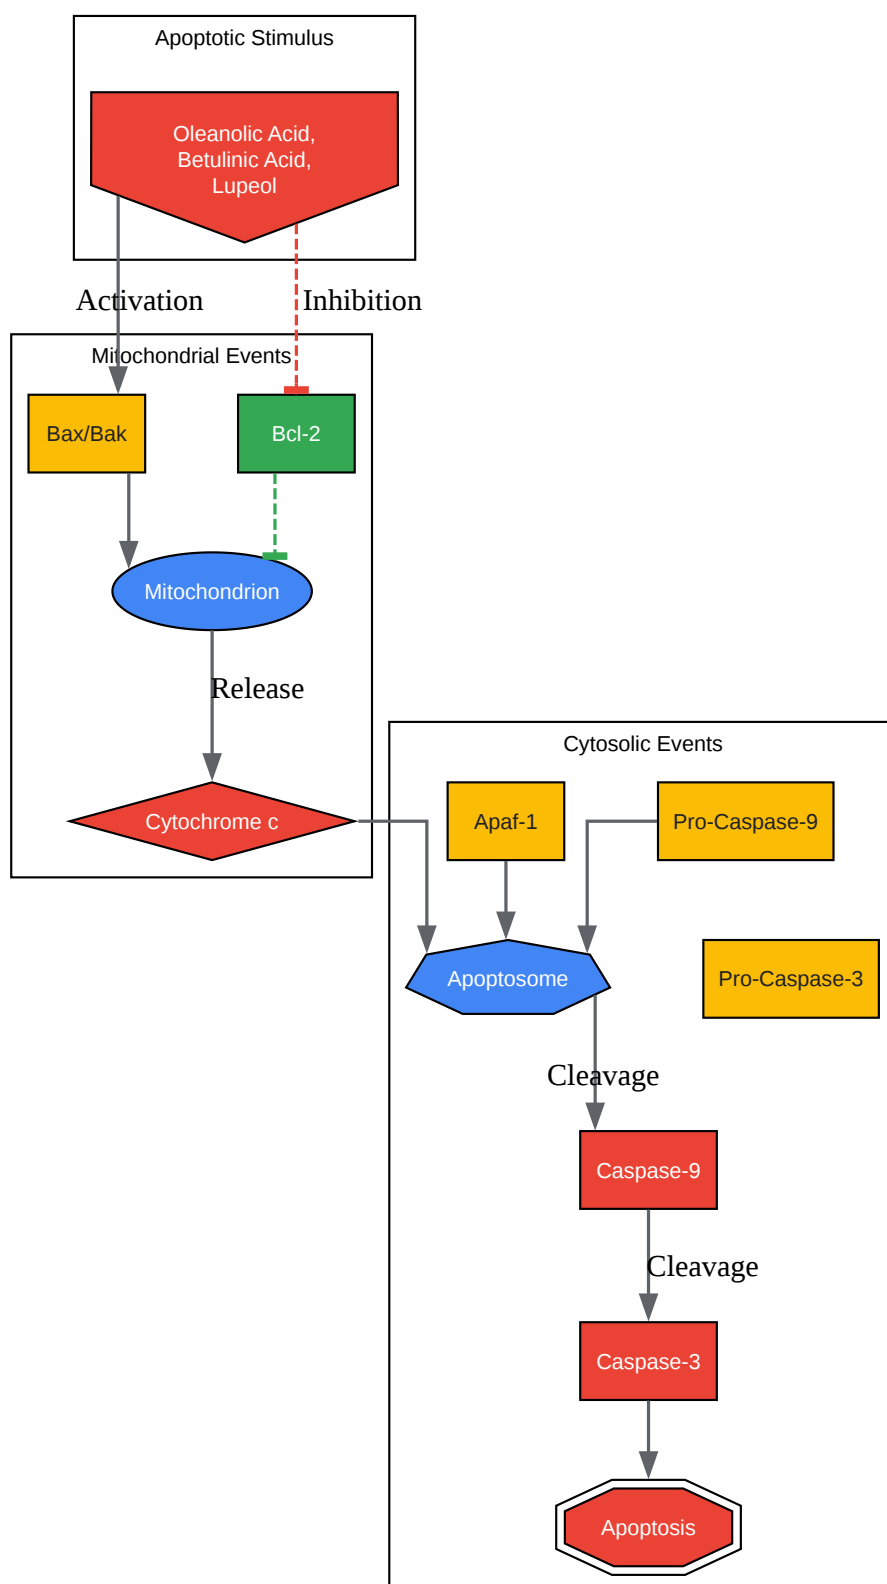 Apoptotic Stimulus
Oleanolic Acid,
Betulinic Acid,
Lupeol
Activation
Inhibition
Mitochondrial Events
Bax/Bak
Bcl-2
Mitochondrion
Release
Cytochrome c
Cytosolic Events
Apaf-1
Pro-Caspase-9
Apoptosome
Pro-Caspase-3
Cleavage
Caspase-9
Cleavage
Caspase-3
Apoptosis